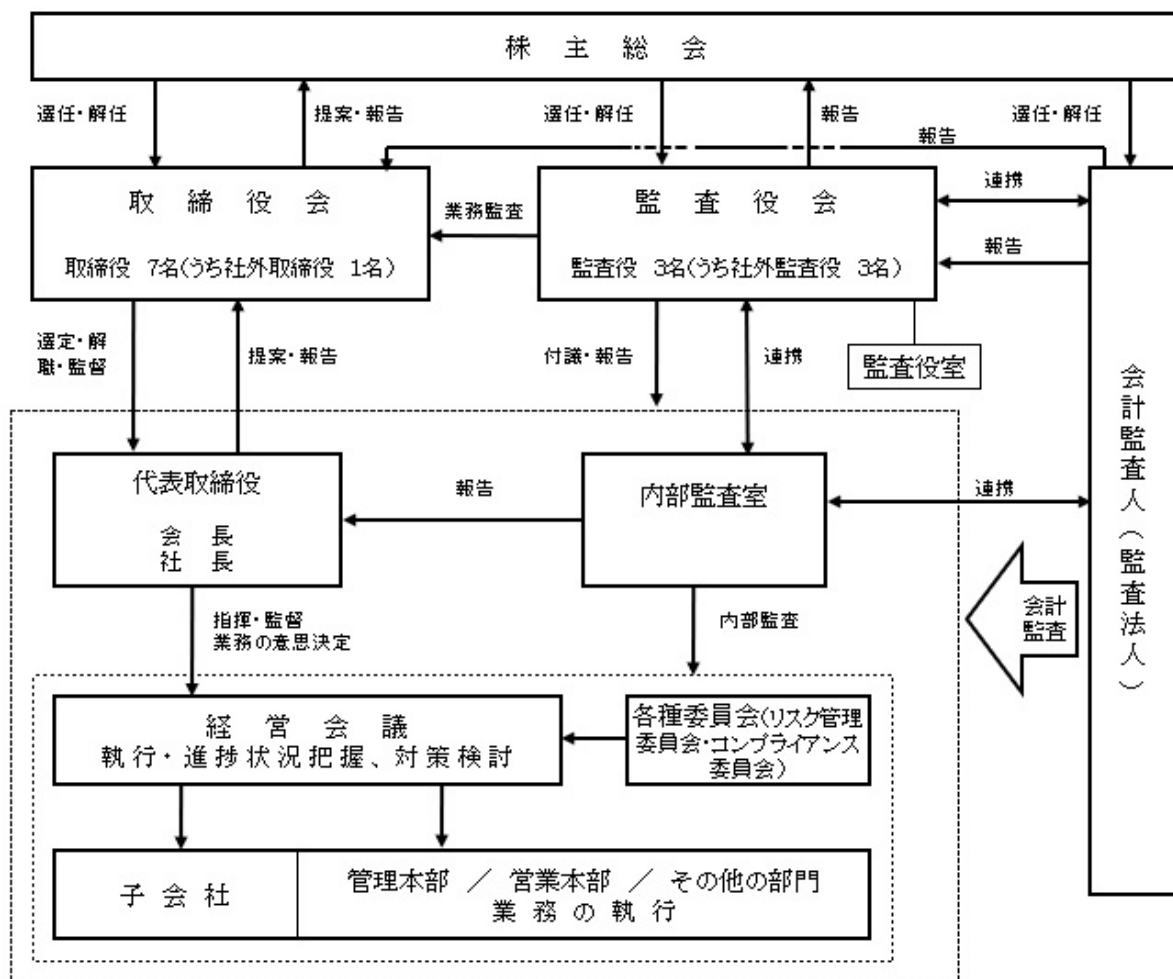 株主総会
選任・解任
提案・報告
選任・解任
報告
選任・解任
報告
取締役会
取締役 7名(うち社外取締役 1名)
業務監査
監査役会
監査役 3名(うち社外監査役 3名)
連携
報告
選定・解
職・監督
提案・報告
付議・報告
連携
監査役室
会計監査人(監査法人)
代表取締役
会長
社長
報告
内部監査室
連携
会計
監査
指揮・監督
業務の意思決定
内部監査
経営会議
執行・進捗状況把握、対策検討
各種委員会(リスク管理
委員会・コンプライアンス
委員会)
子会社
管理本部 / 営業本部 / その他の部門
業務の執行